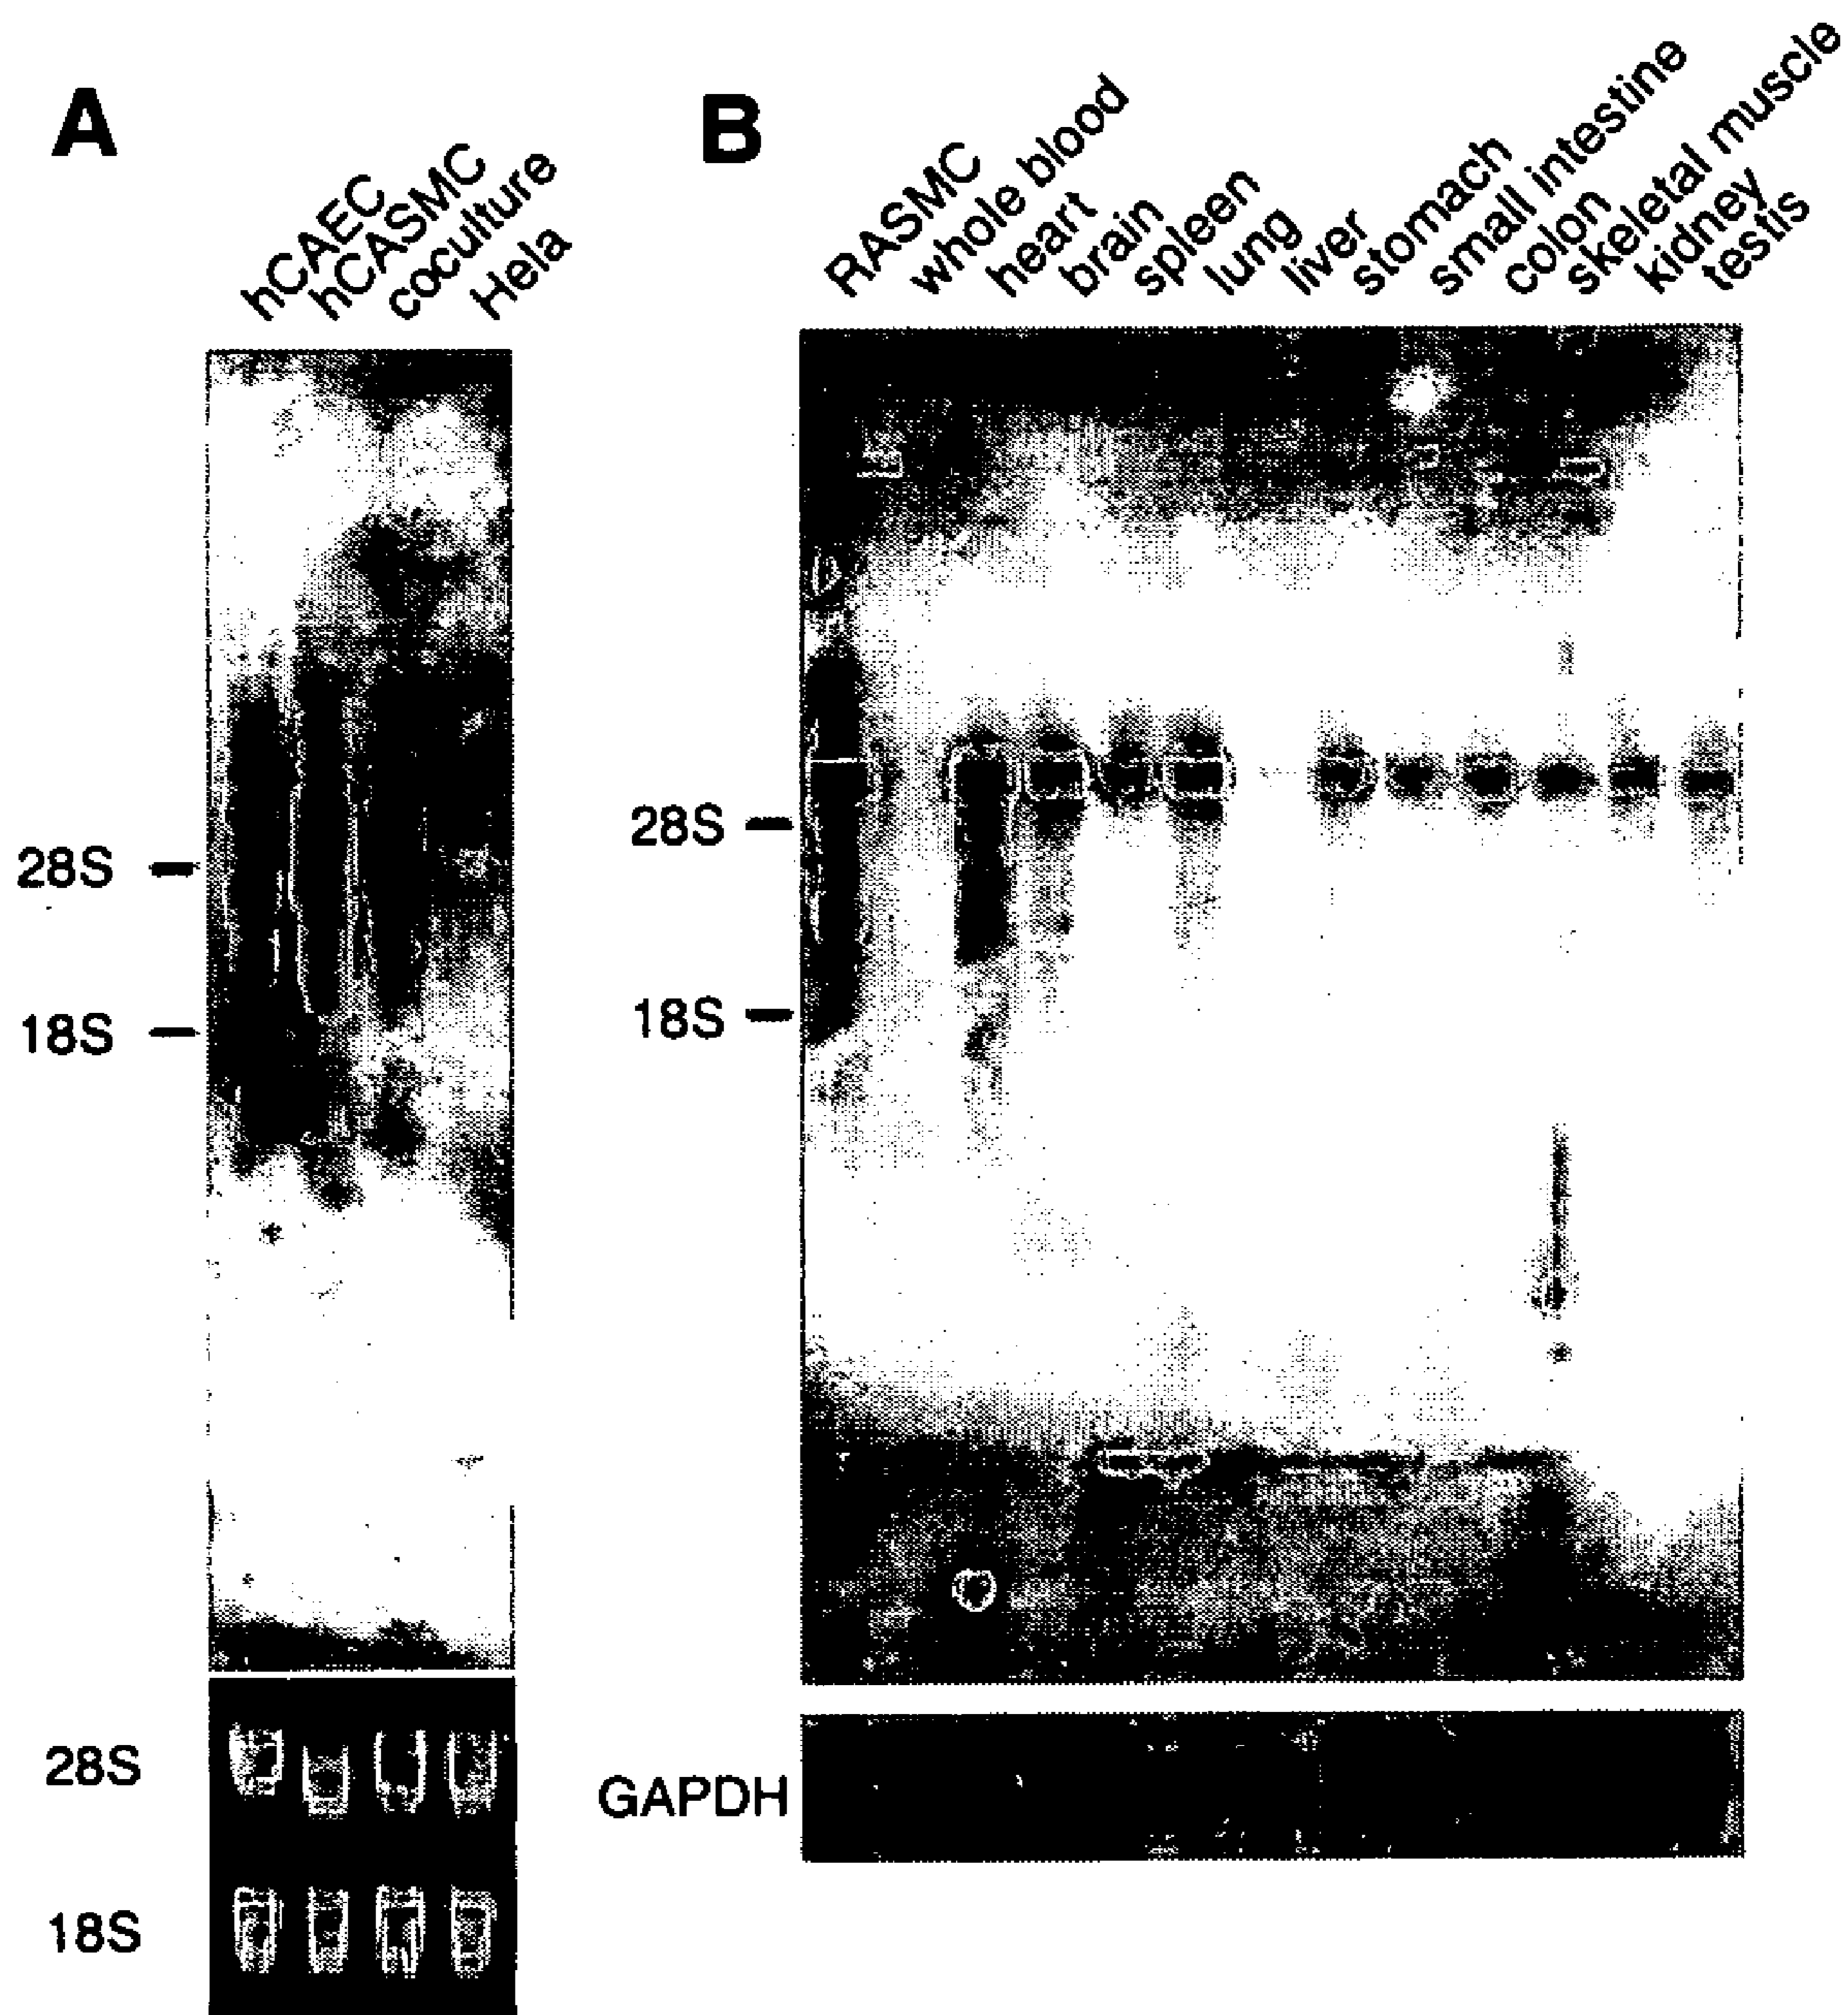 A
hCAEC
hCASMC
coculture
Hela
28S
18S
28S
18S
B
RASMC
whole blood
heart
brain
spleen
lung
liver
stomach
small intestine
colon
skeletal muscle
kidney
testis
28S
18S
GAPDH